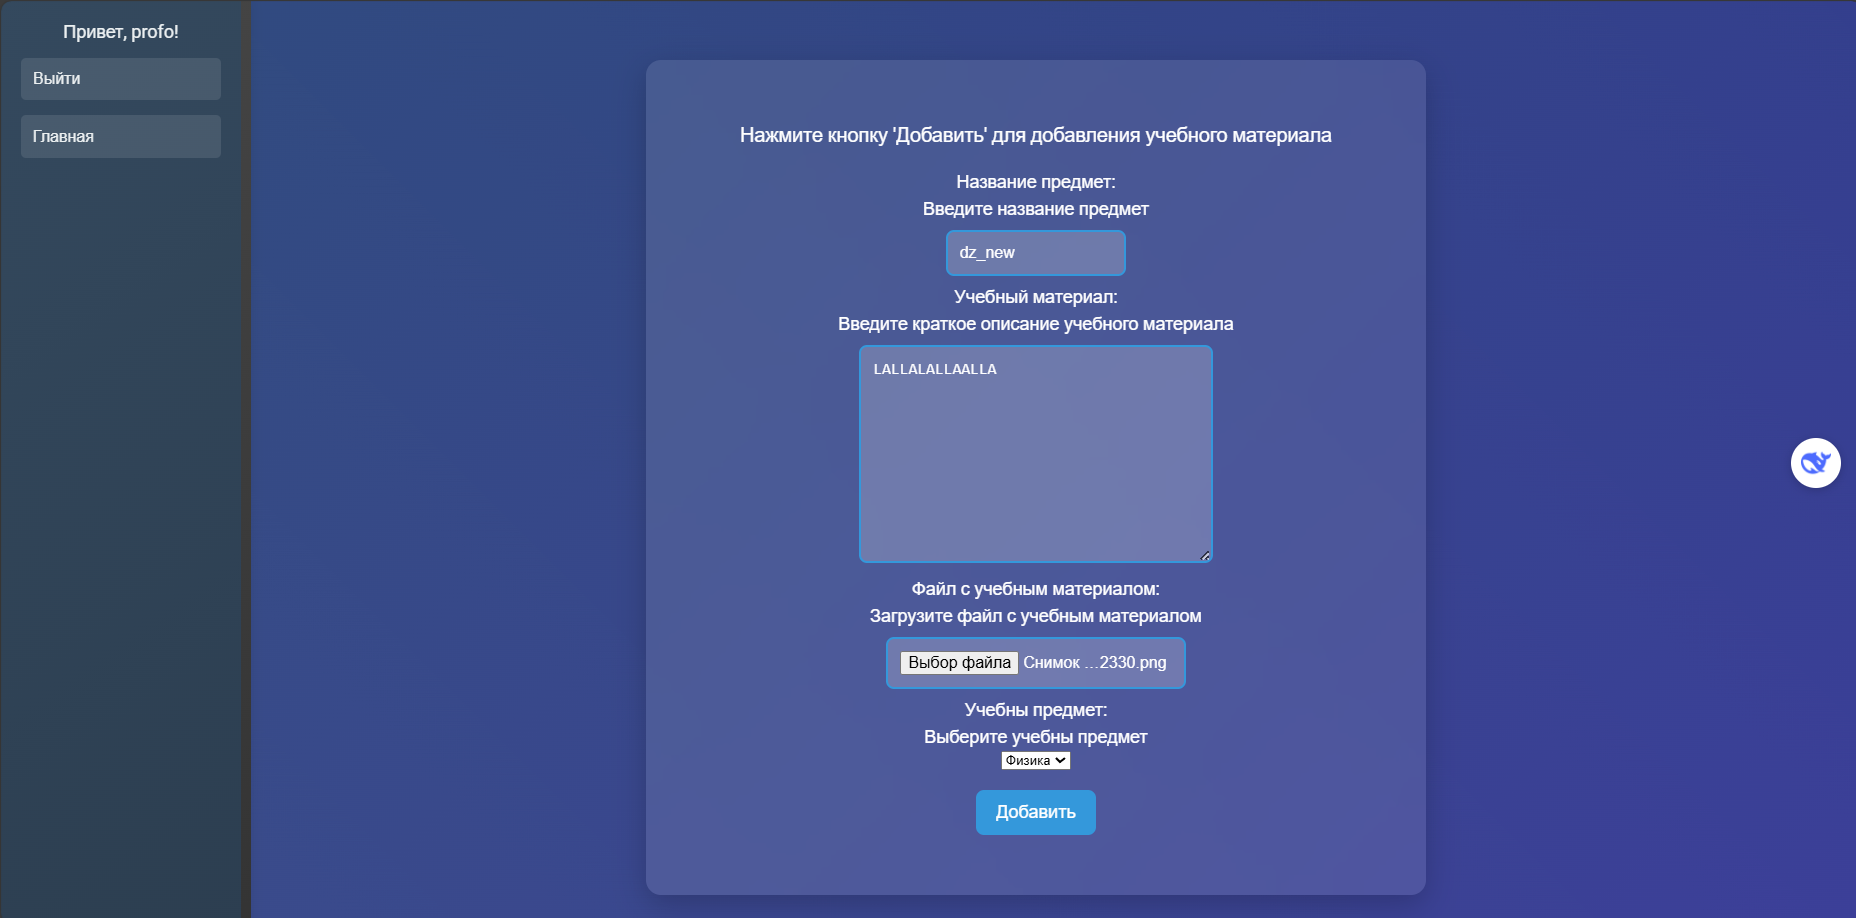 Привет, profo!
Выйти
Главная
Нажмите кнопку 'Добавить' для добавления учебного материала
Название предмет:
Введите название предмет
dz_new
Учебный материал:
Введите краткое описание учебного материала
LALLALALLAALLA
Файл с учебным материалом:
Загрузите файл с учебным материалом
Выбор файла Снимок ...2330.png
Учебны предмет:
Выберите учебны предмет
Физика
Добавить